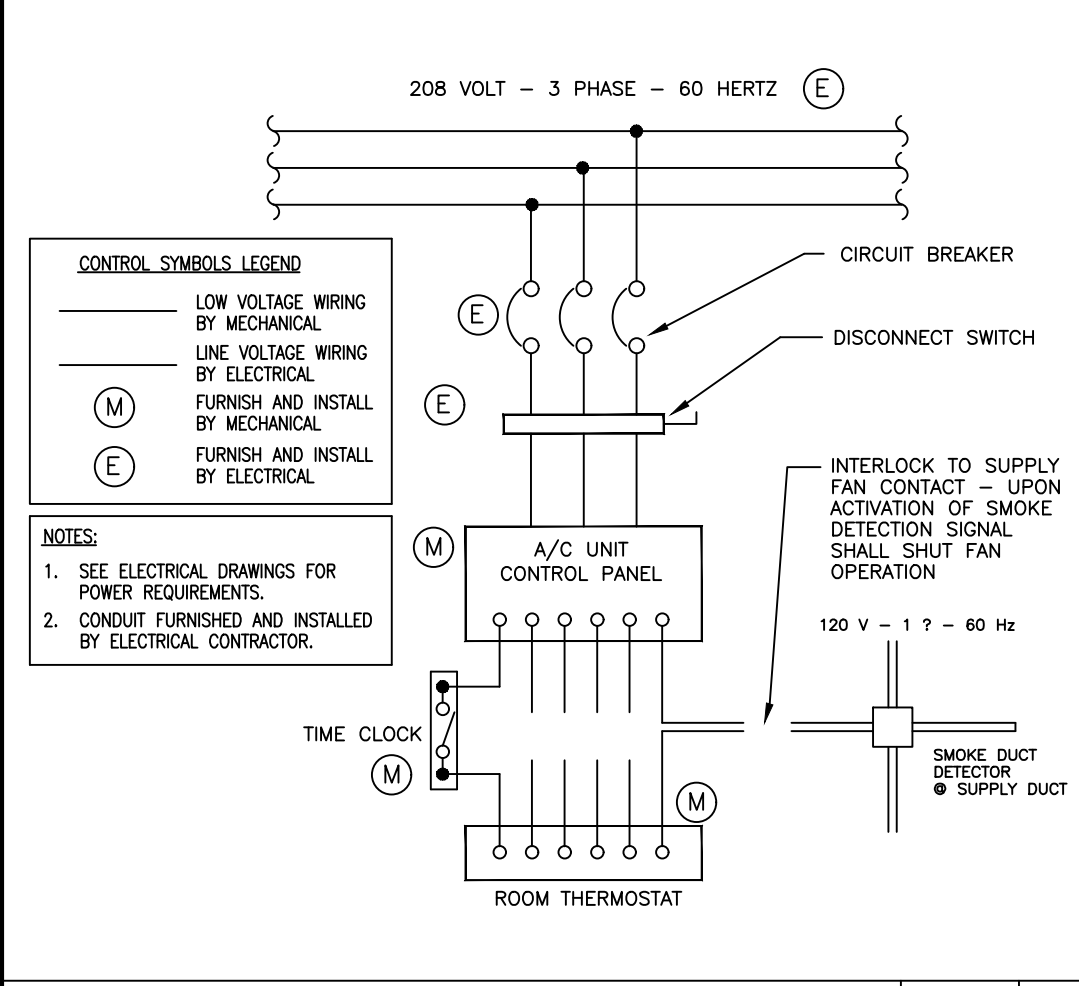 208 VOLT – 3 PHASE – 60 HERTZ (E)
CONTROL SYMBOLS LEGEND
LOW VOLTAGE WIRING
BY MECHANICAL
LINE VOLTAGE WIRING
BY ELECTRICAL
M
FURNISH AND INSTALL
BY MECHANICAL
E
FURNISH AND INSTALL
BY ELECTRICAL
NOTES:
1. SEE ELECTRICAL DRAWINGS FOR
POWER REQUIREMENTS.
2. CONDUIT FURNISHED AND INSTALLED
BY ELECTRICAL CONTRACTOR.
E
CIRCUIT BREAKER
E
DISCONNECT SWITCH
M
A/C UNIT
CONTROL PANEL
INTERLOCK TO SUPPLY
FAN CONTACT – UPON
ACTIVATION OF SMOKE
DETECTION SIGNAL
SHALL SHUT FAN
OPERATION
120 V – 1 ? – 60 Hz
TIME CLOCK
M
SMOKE DUCT
DETECTOR
@ SUPPLY DUCT
M
ROOM THERMOSTAT